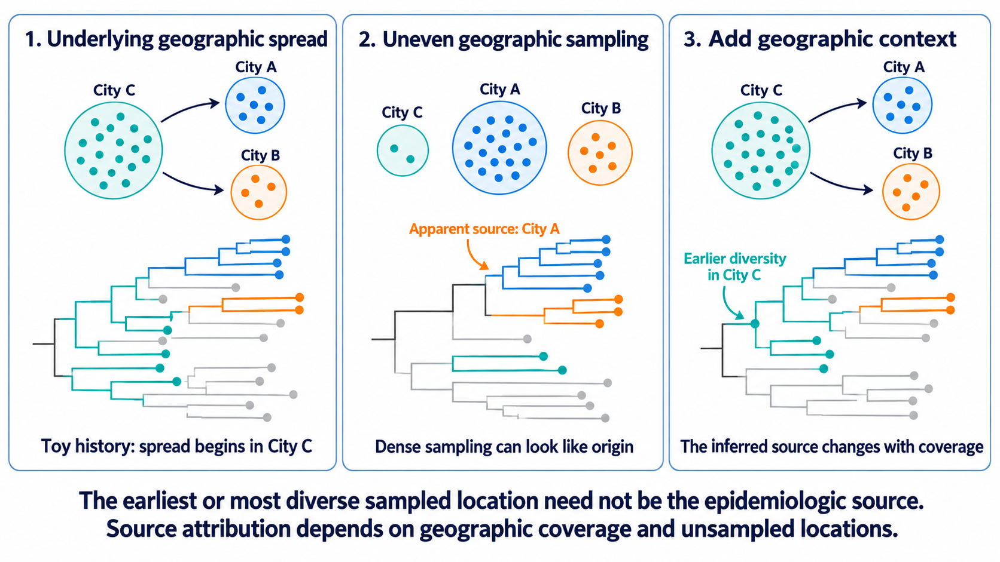 1. Underlying geographic spread
City A
City C
City B
Toy history: spread begins in City C
2. Uneven geographic sampling
City A
City B
City C
Apparent source: City A
Dense sampling can look like origin
3. Add geographic context
City A
City C
City B
Earlier diversity
in City C
The inferred source changes with coverage
The earliest or most diverse sampled location need not be the epidemiologic source.
Source attribution depends on geographic coverage and unsampled locations.